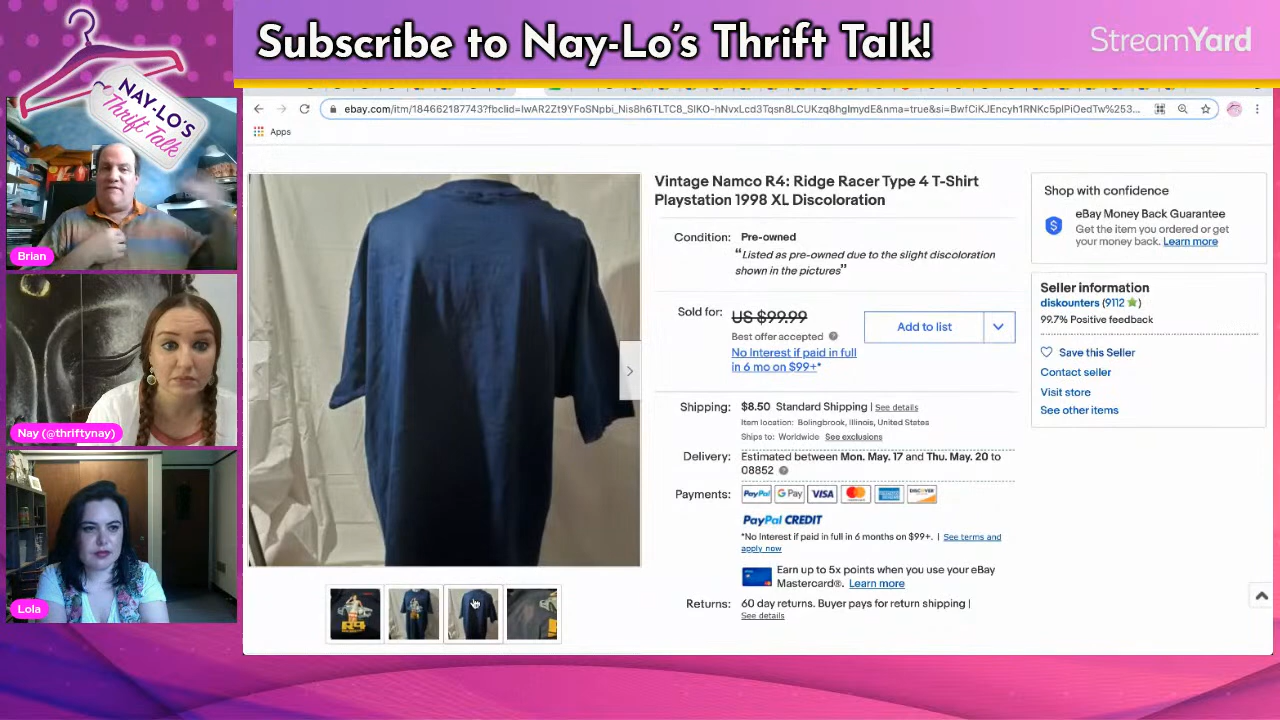 Subscribe to Nay-Lo's Thrift Talk!
StreamYard
NAY-LO'S
Thrift Talk
Brian
Nay (@thriftynay)
Lola
Apps
Vintage Namco R4: Ridge Racer Type 4 T-Shirt
Playstation 1998 XL Discoloration
Condition: Pre-owned
"Listed as pre-owned due to the slight discoloration
shown in the pictures"
Sold for: US $99.99
Best offer accepted
No Interest if paid in full
in 6 mo on $99+*
Add to list
Shipping: $8.50 Standard Shipping | See details
Item location: Bolingbrook, Illinois, United States
Ships to: Worldwide See exclusions
Delivery: Estimated between Mon. May. 17 and Thu. May. 20 to
08852
Payments: PayPal G Pay VISA MasterCard AMERICAN EXPRESS DISCOVER
PayPal CREDIT
*No Interest if paid in full in 6 months on $99+. | See terms and
apply now
Earn up to 5x points when you use your eBay
Mastercard®. Learn more
Returns: 60 day returns. Buyer pays for return shipping |
See details
Shop with confidence
eBay Money Back Guarantee
Get the item you ordered or get
your money back. Learn more
Seller information
diskounters (9112)
99.7% Positive feedback
Save this Seller
Contact seller
Visit store
See other items
R4